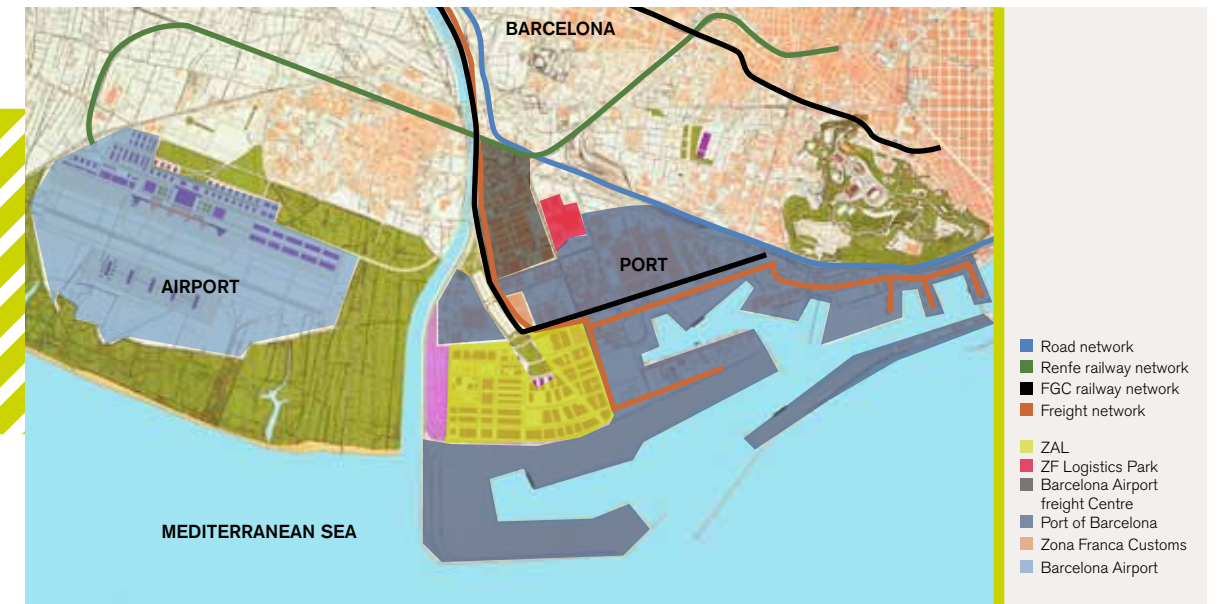 BARCELONA
PORT
AIRPORT
MEDITERRANEAN SEA
Road network
Renfe railway network
FGC railway network
Freight network
ZAL
ZF Logistics Park
Barcelona Airport
freight Centre
Port of Barcelona
Zona Franca Customs
Barcelona Airport